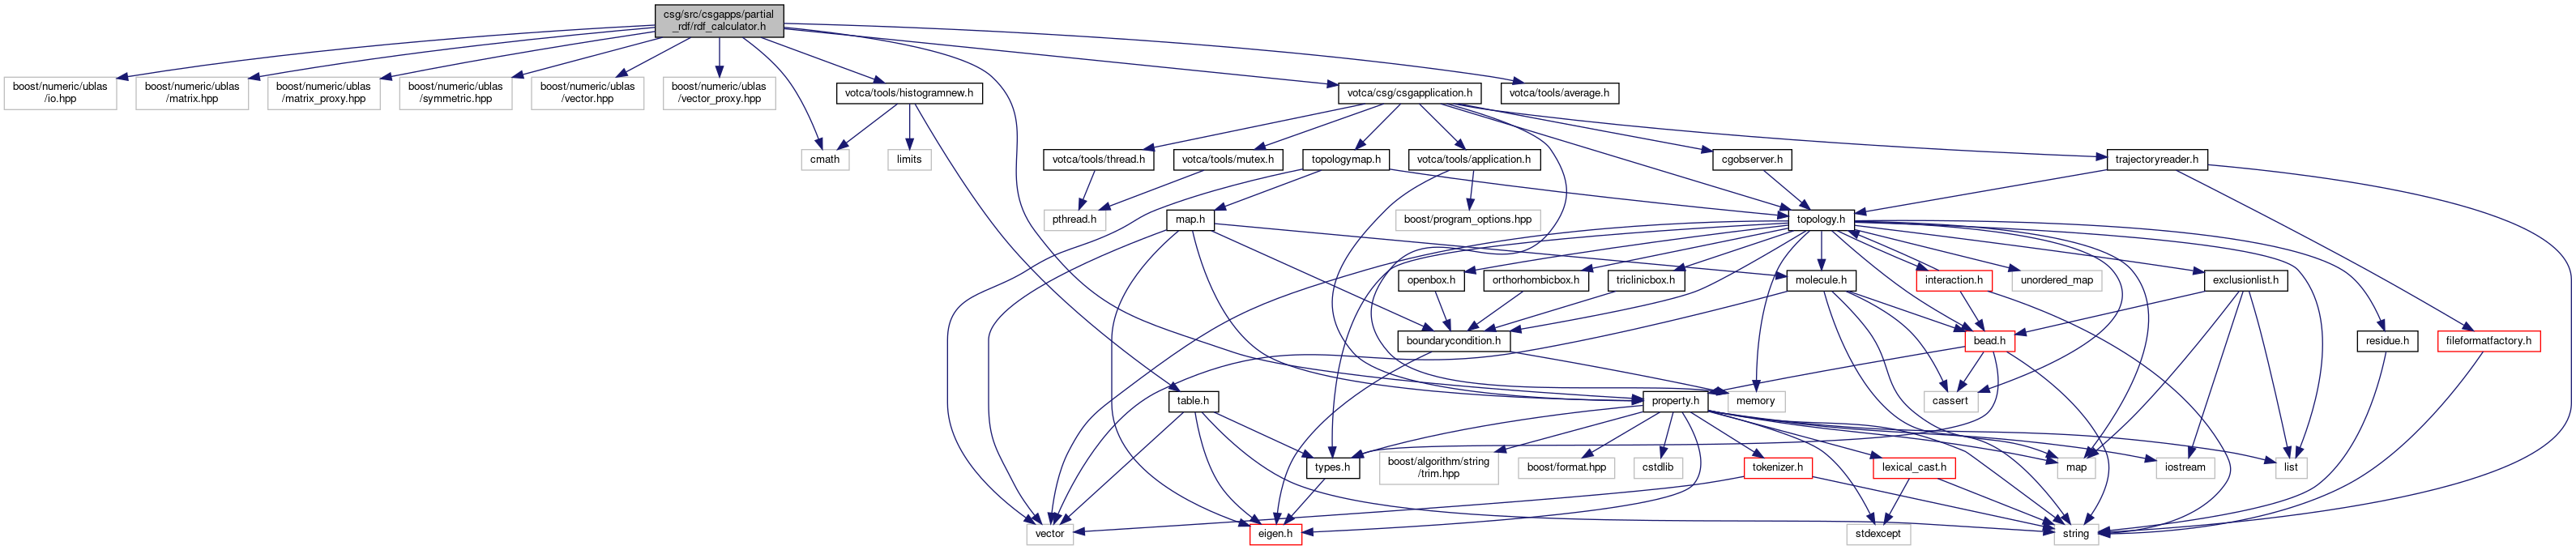 csg/src/csgapps/partial
_rdf/rdf_calculator.h
boost/numeric/ublas
/io.hpp
boost/numeric/ublas
/matrix.hpp
boost/numeric/ublas
/matrix_proxy.hpp
boost/numeric/ublas
/symmetric.hpp
boost/numeric/ublas
/vector.hpp
boost/numeric/ublas
/vector_proxy.hpp
votca/tools/histogramnew.h
votca/csg/csgapplication.h
votca/tools/average.h
cmath
limits
votca/tools/thread.h
votca/tools/mutex.h
topologymap.h
votca/tools/application.h
cgobserver.h
trajectoryreader.h
pthread.h
map.h
boost/program_options.hpp
topology.h
openbox.h
orthorhombicbox.h
triclinicbox.h
molecule.h
interaction.h
unordered_map
exclusionlist.h
boundarycondition.h
bead.h
residue.h
fileformatfactory.h
table.h
property.h
memory
cassert
types.h
boost/algorithm/string
/trim.hpp
boost/format.hpp
cstdlib
tokenizer.h
lexical_cast.h
map
iostream
list
vector
eigen.h
stdexcept
string